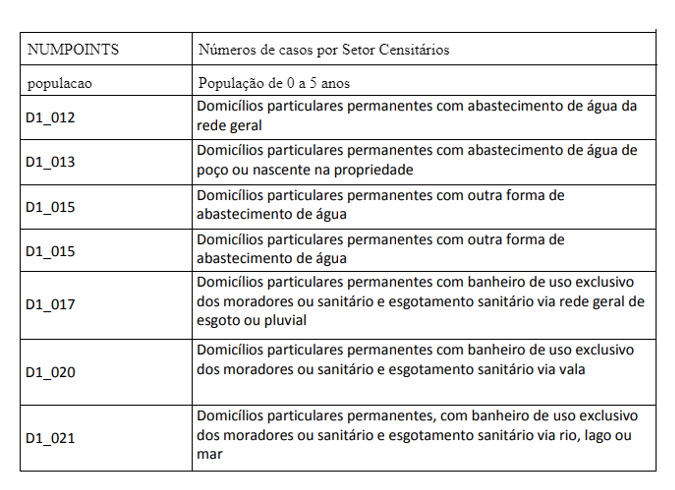 NUMPOINTS
Números de casos por Setor Censitários
populacao
População de 0 a 5 anos
D1_012
Domicílios particulares permanentes com abastecimento de água da
rede geral
D1_013
Domicílios particulares permanentes com abastecimento de água de
poço ou nascente na propriedade
D1_015
Domicílios particulares permanentes com outra forma de
abastecimento de água
D1_015
Domicílios particulares permanentes com outra forma de
abastecimento de água
D1_017
Domicílios particulares permanentes com banheiro de uso exclusivo
dos moradores ou sanitário e esgotamento sanitário via rede geral de
esgoto ou pluvial
D1_020
Domicílios particulares permanentes com banheiro de uso exclusivo
dos moradores ou sanitário e esgotamento sanitário via vala
D1_021
Domicílios particulares permanentes, com banheiro de uso exclusivo
dos moradores ou sanitário e esgotamento sanitário via rio, lago ou
mar